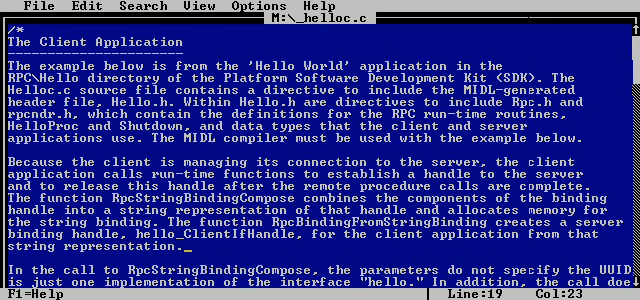 File Edit Search View Options Help
M:\_helloc.c
/*
The Client Application
----------------------
The example below is from the 'Hello World' application in the
RPC\Hello directory of the Platform Software Development Kit (SDK). The
Helloc.c source file contains a directive to include the MIDL-generated
header file, Hello.h. Within Hello.h are directives to include Rpc.h and
rpcndr.h, which contain the definitions for the RPC run-time routines,
HelloProc and Shutdown, and data types that the client and server
applications use. The MIDL compiler must be used with the example below.
Because the client is managing its connection to the server, the client
application calls run-time functions to establish a handle to the server
and to release this handle after the remote procedure calls are complete.
The function RpcStringBindingCompose combines the components of the binding
handle into a string representation of that handle and allocates memory for
the string binding. The function RpcBindingFromStringBinding creates a server
binding handle, hello_ClientIfHandle, for the client application from that
string representation._
In the call to RpcStringBindingCompose, the parameters do not specify the UUID
is just one implementation of the interface "hello." In addition, the call doe
F1=Help Line:19 Col:23